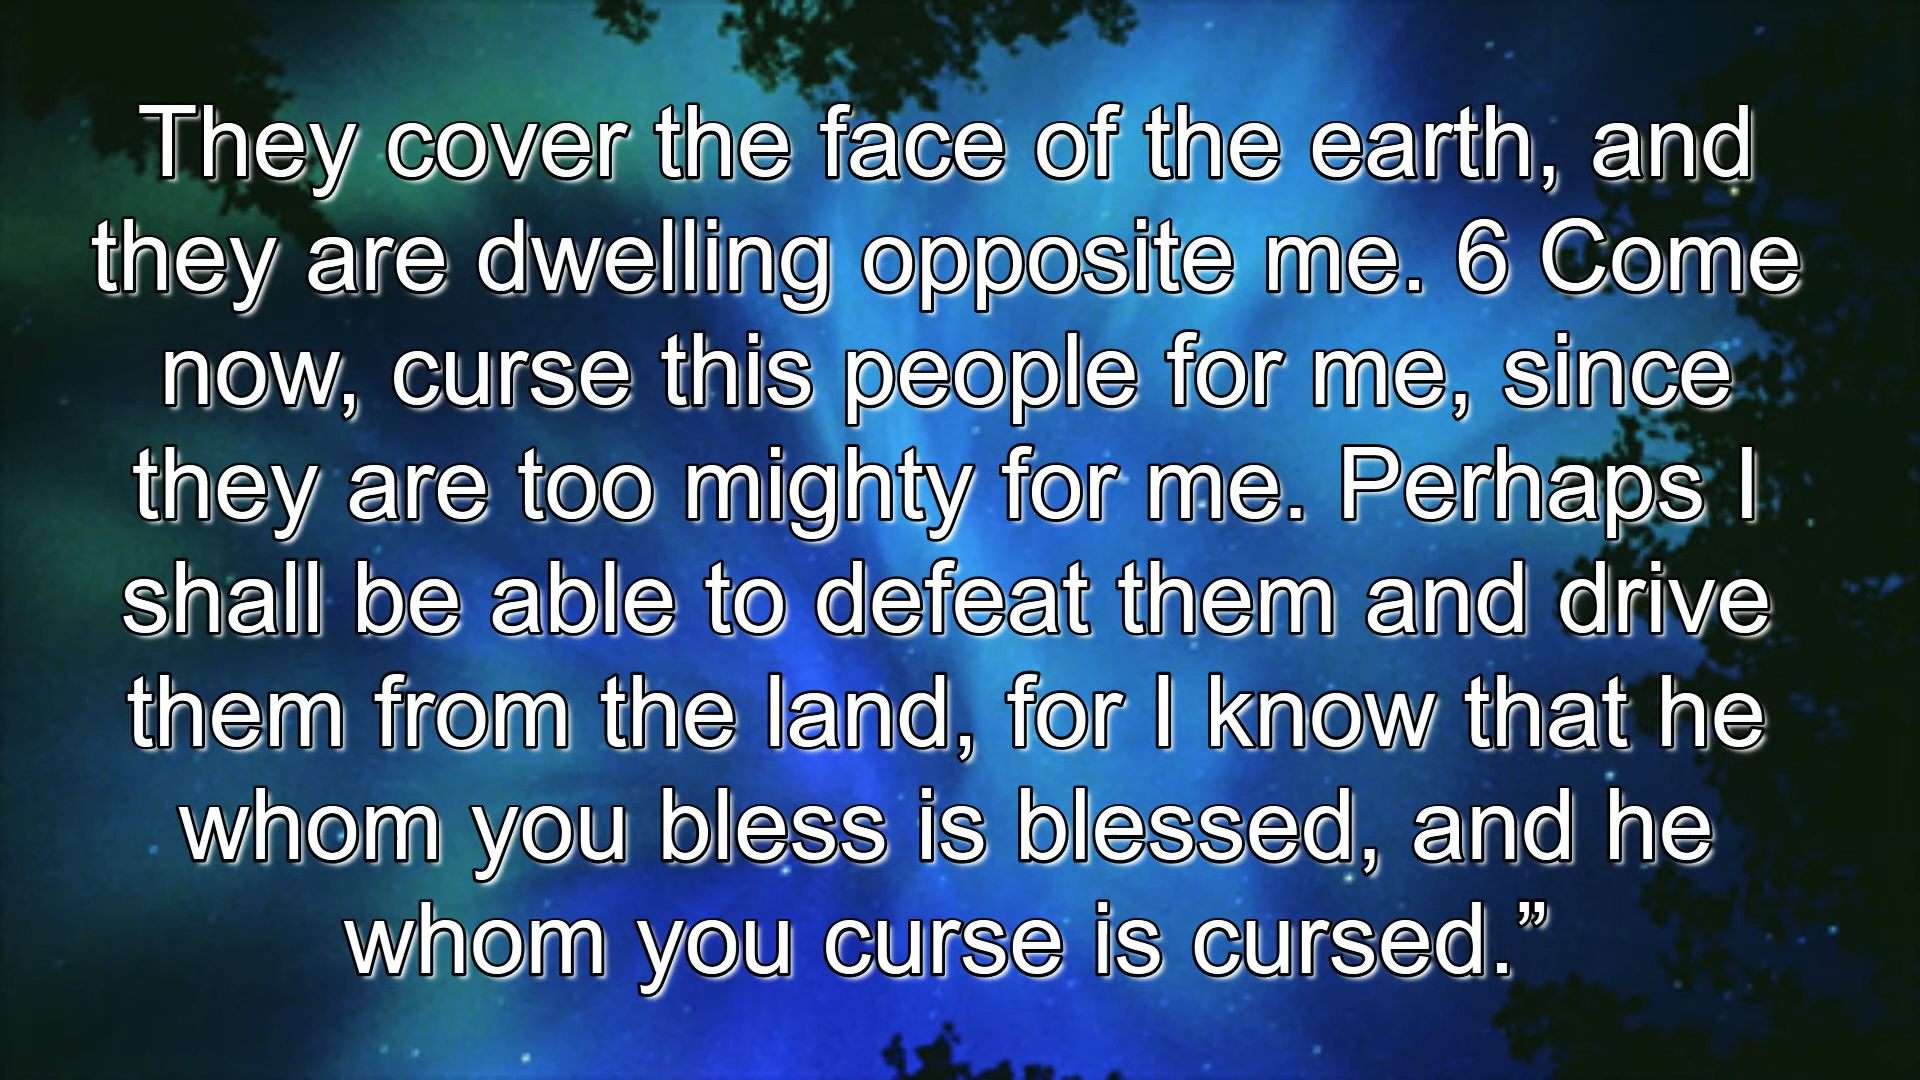 They cover the face of the earth, and
they are dwelling opposite me. 6 Come
now, curse this people for me, since
they are too mighty for me. Perhaps I
shall be able to defeat them and drive
them from the land, for I know that he
whom you bless is blessed, and he
whom you curse is cursed.”